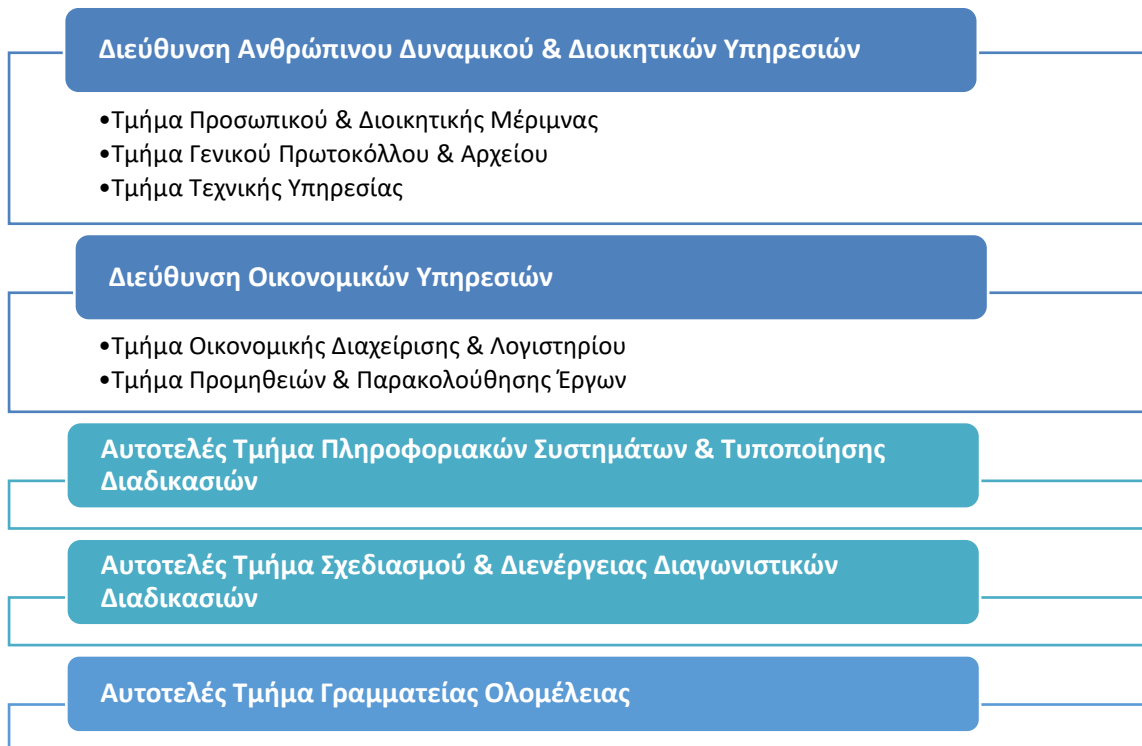 Διεύθυνση Ανθρώπινου Δυναμικού & Διοικητικών Υπηρεσιών
•Τμήμα Προσωπικού & Διοικητικής Μέριμνας
•Τμήμα Γενικού Πρωτοκόλλου & Αρχείου
•Τμήμα Τεχνικής Υπηρεσίας
Διεύθυνση Οικονομικών Υπηρεσιών
•Τμήμα Οικονομικής Διαχείρισης & Λογιστηρίου
•Τμήμα Προμηθειών & Παρακολούθησης Έργων
Αυτοτελές Τμήμα Πληροφοριακών Συστημάτων & Τυποποίησης
Διαδικασιών
Αυτοτελές Τμήμα Σχεδιασμού & Διενέργειας Διαγωνιστικών
Διαδικασιών
Αυτοτελές Τμήμα Γραμματείας Ολομέλειας